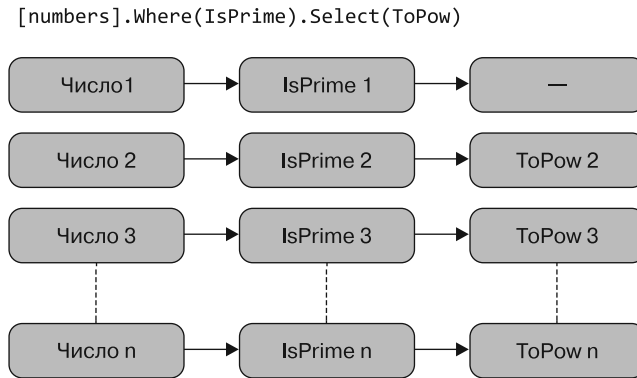 [numbers].Where(IsPrime).Select(ToPow)
Число1 IsPrime 1 —
Число 2 IsPrime 2 ToPow 2
Число 3 IsPrime 3 ToPow 3
Число n IsPrime n ToPow n